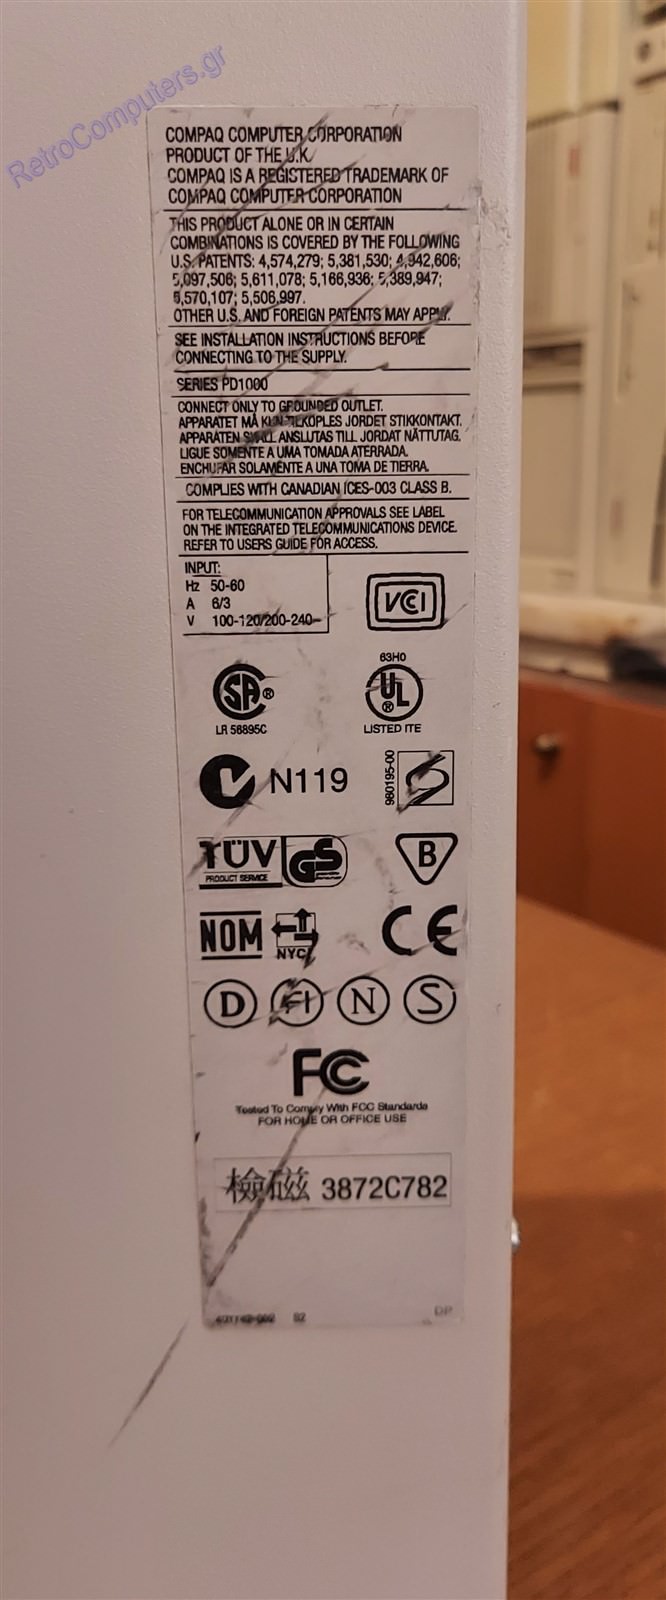 RetroComputers.gr
COMPAQ COMPUTER CORPORATION
PRODUCT OF THE U.K.
COMPAQ IS A REGISTERED TRADEMARK OF
COMPAQ COMPUTER CORPORATION
THIS PRODUCT ALONE OR IN CERTAIN
COMBINATIONS IS COVERED BY THE FOLLOWING
U.S. PATENTS: 4,574,279; 5,381,530; 4,942,606;
5,097,506; 5,611,078; 5,166,936; 5,389,947;
5,570,107; 5,506,997.
OTHER U.S. AND FOREIGN PATENTS MAY APPLY.
SEE INSTALLATION INSTRUCTIONS BEFORE
CONNECTING TO THE SUPPLY.
SERIES PD1000
CONNECT ONLY TO GROUNDED OUTLET.
APPARATET MÅ KUN TILKOPLES JORDET STIKKONTAKT.
APPARATEN SKALL ANSLUTAS TILL JORDAT NÄTTUTAG.
LIGUE SOMENTE A UMA TOMADA ATERRADA.
ENCHUFAR SOLAMENTE A UNA TOMA DE TIERRA.
COMPLIES WITH CANADIAN ICES-003 CLASS B.
FOR TELECOMMUNICATION APPROVALS SEE LABEL
ON THE INTEGRATED TELECOMMUNICATIONS DEVICE.
REFER TO USERS GUIDE FOR ACCESS.
INPUT:
Hz 50-60
A 6/3
V 100-120/200-240~
VCCI
63H0
SA®
UL®
LR 56895C
LISTED ITE
N119
980195-00
S
TÜV
PRODUCT SERVICE
GS
B
NOM
NYCE
CE
D FI N S
FC
Tested To Comply With FCC Standards
FOR HOME OR OFFICE USE
檢磁 3872C782
S2
DP